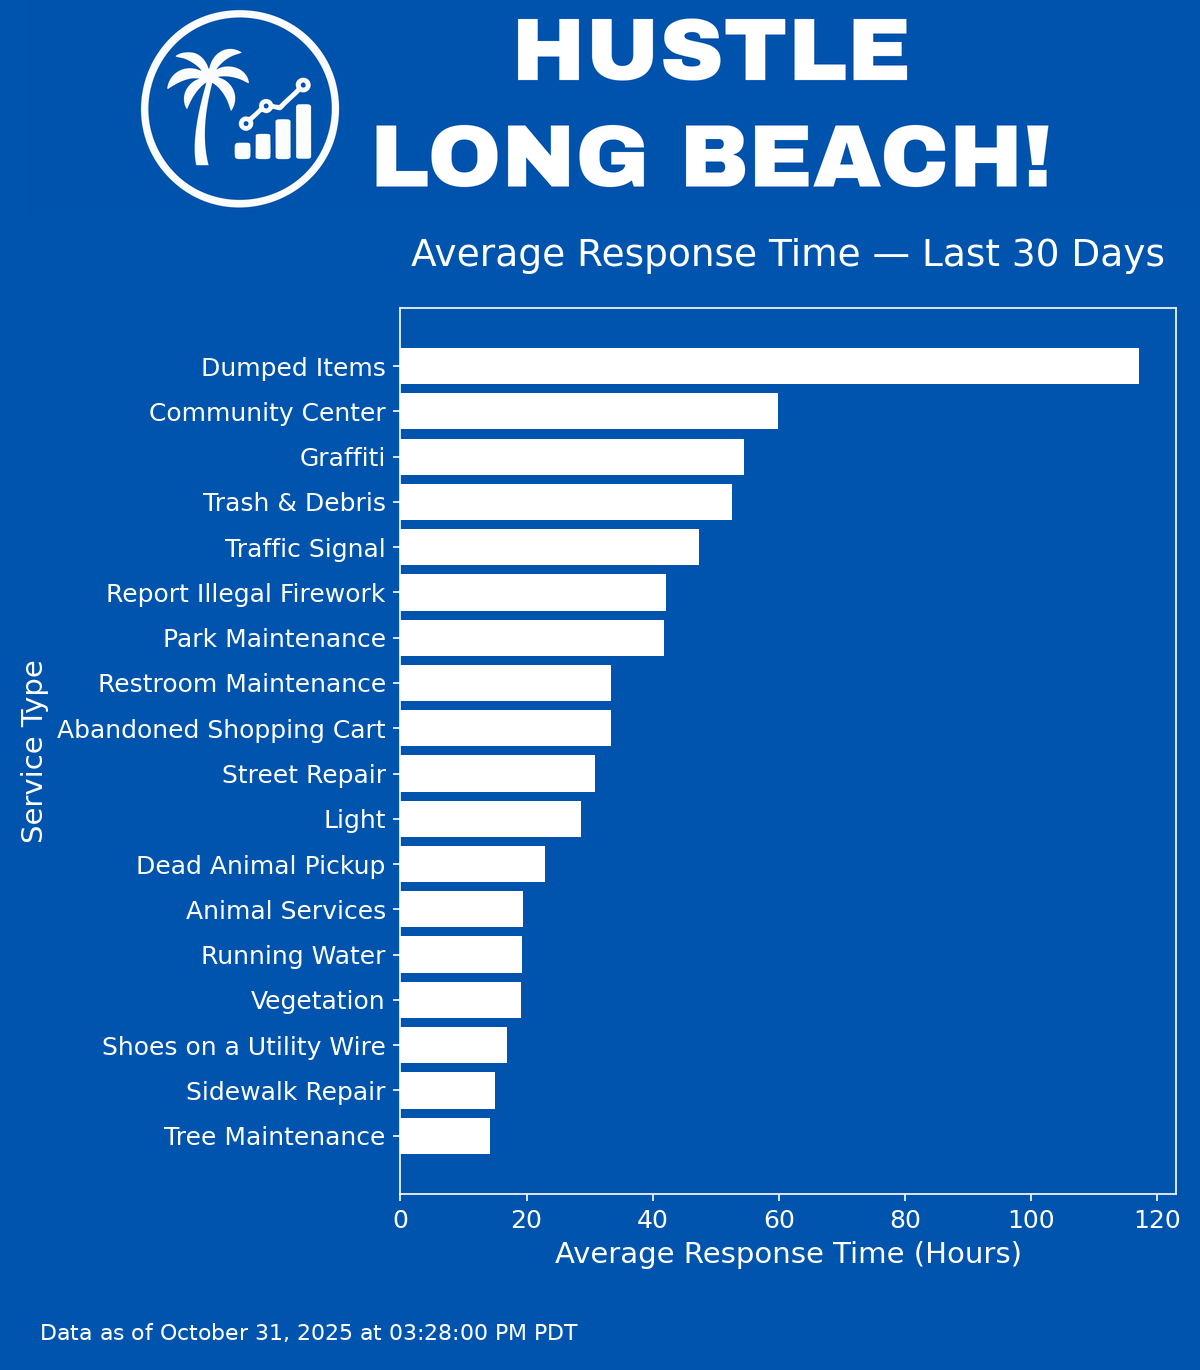 HUSTLE
LONG BEACH!
Average Response Time — Last 30 Days
Dumped Items
Community Center
Graffiti
Trash & Debris
Traffic Signal
Report Illegal Firework
Park Maintenance
Restroom Maintenance
Abandoned Shopping Cart
Street Repair
Light
Dead Animal Pickup
Animal Services
Running Water
Vegetation
Shoes on a Utility Wire
Sidewalk Repair
Tree Maintenance
Service Type
0 20 40 60 80 100 120
Average Response Time (Hours)
Data as of October 31, 2025 at 03:28:00 PM PDT